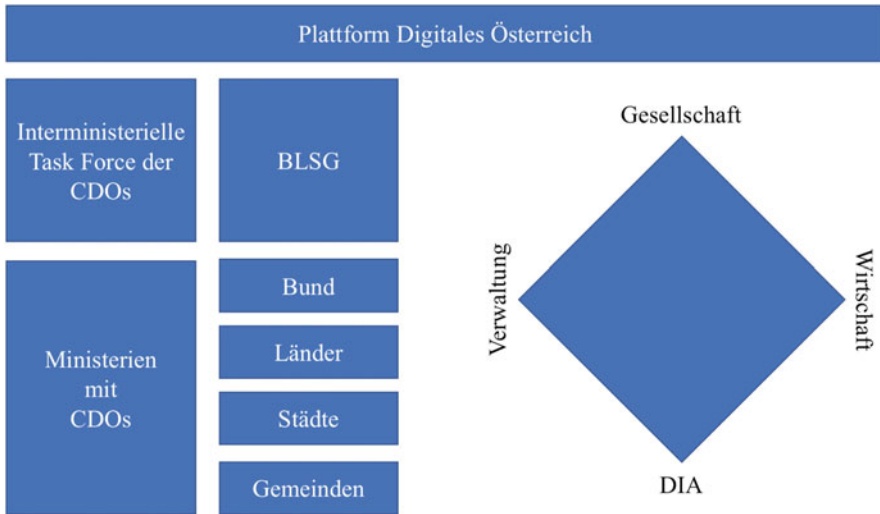 Plattform Digitales Österreich
Interministerielle
Task Force der
CDOs
BLSG
Ministerien
mit
CDOs
Bund
Länder
Städte
Gemeinden
Gesellschaft
Verwaltung
Wirtschaft
DIA